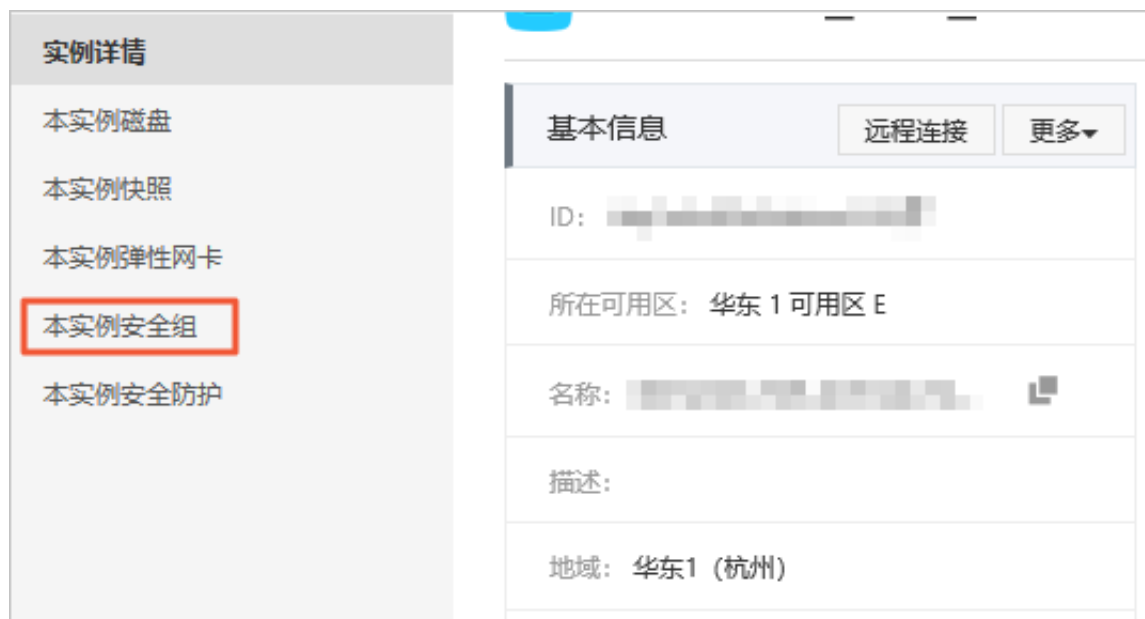 实例详情
本实例磁盘
本实例快照
本实例弹性网卡
本实例安全组
本实例安全防护
基本信息 远程连接 更多
ID：
所在可用区： 华东 1 可用区 E
名称：
描述：
地域： 华东1（杭州）